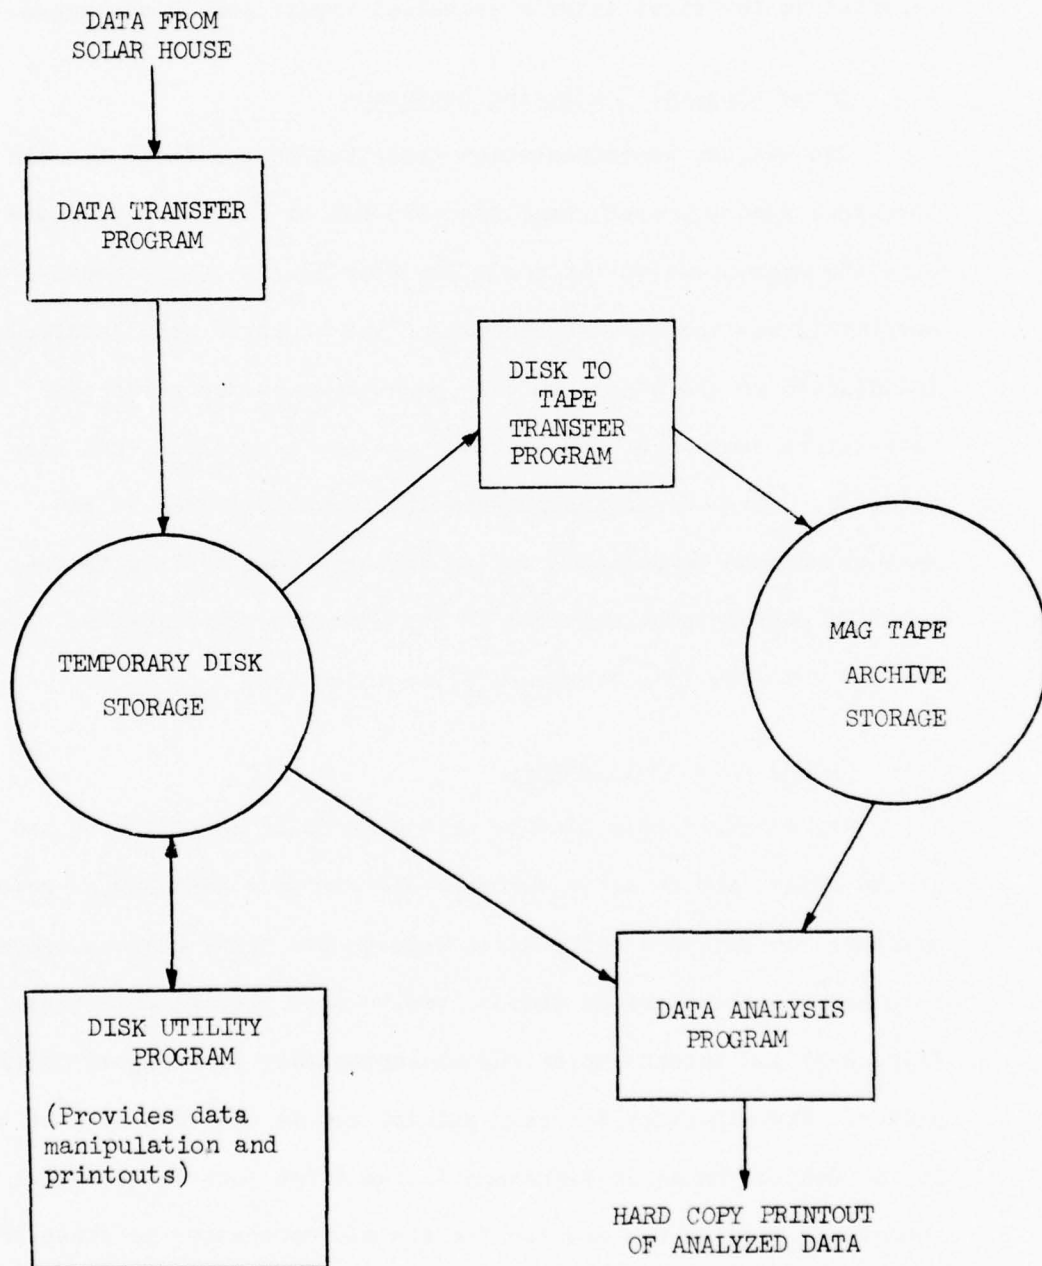 DATA FROM
SOLAR HOUSE
DATA TRANSFER
PROGRAM
DISK TO
TAPE
TRANSFER
PROGRAM
TEMPORARY DISK
STORAGE
MAG TAPE
ARCHIVE
STORAGE
DISK UTILITY
PROGRAM
(Provides data
manipulation and
printouts)
DATA ANALYSIS
PROGRAM
HARD COPY PRINTOUT
OF ANALYZED DATA